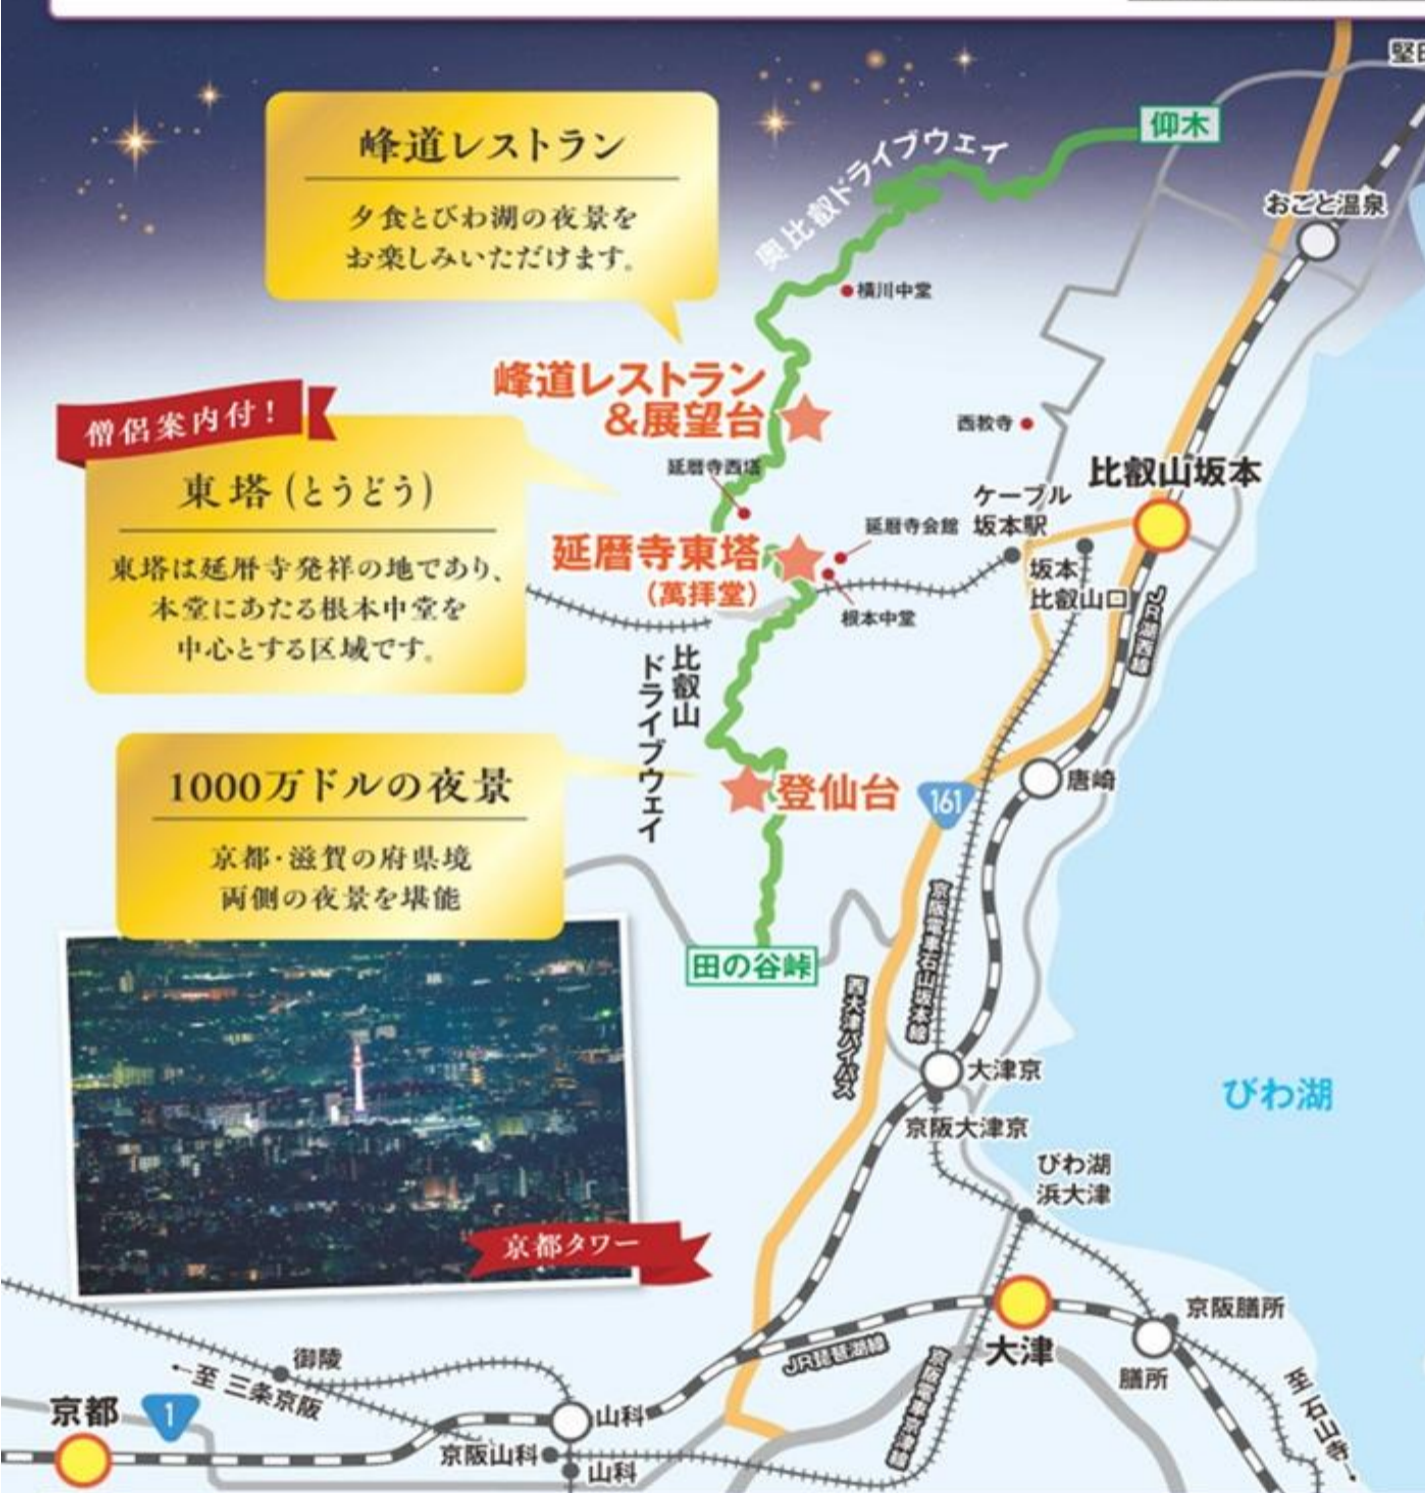 堅田
仰木
奥比叡ドライブウェイ
おごと温泉
峰道レストラン
夕食とびわ湖の夜景を
お楽しみいただけます。
横川中堂
峰道レストラン
&展望台
僧侶案内付！
東塔(とうどう)
東塔は延暦寺発祥の地であり、
本堂にあたる根本中堂を
中心とする区域です。
西教寺
延暦寺西塔
比叡山坂本
ケーブル
坂本駅
延暦寺会館
延暦寺東塔
(萬拝堂)
坂本
比叡山口
根本中堂
JR湖西線
比叡山
ドライブウェイ
1000万ドルの夜景
京都・滋賀の府県境
両側の夜景を堪能
登仙台
161
唐崎
京阪電車石山坂本線
田の谷峠
西大津バイパス
大津京
京阪大津京
びわ湖
びわ湖
浜大津
京都タワー
大津
京阪膳所
膳所
JR琵琶湖線
京阪電車京津線
至 石山寺→
御陵
←至 三条京阪
京都
1
山科
京阪山科
山科